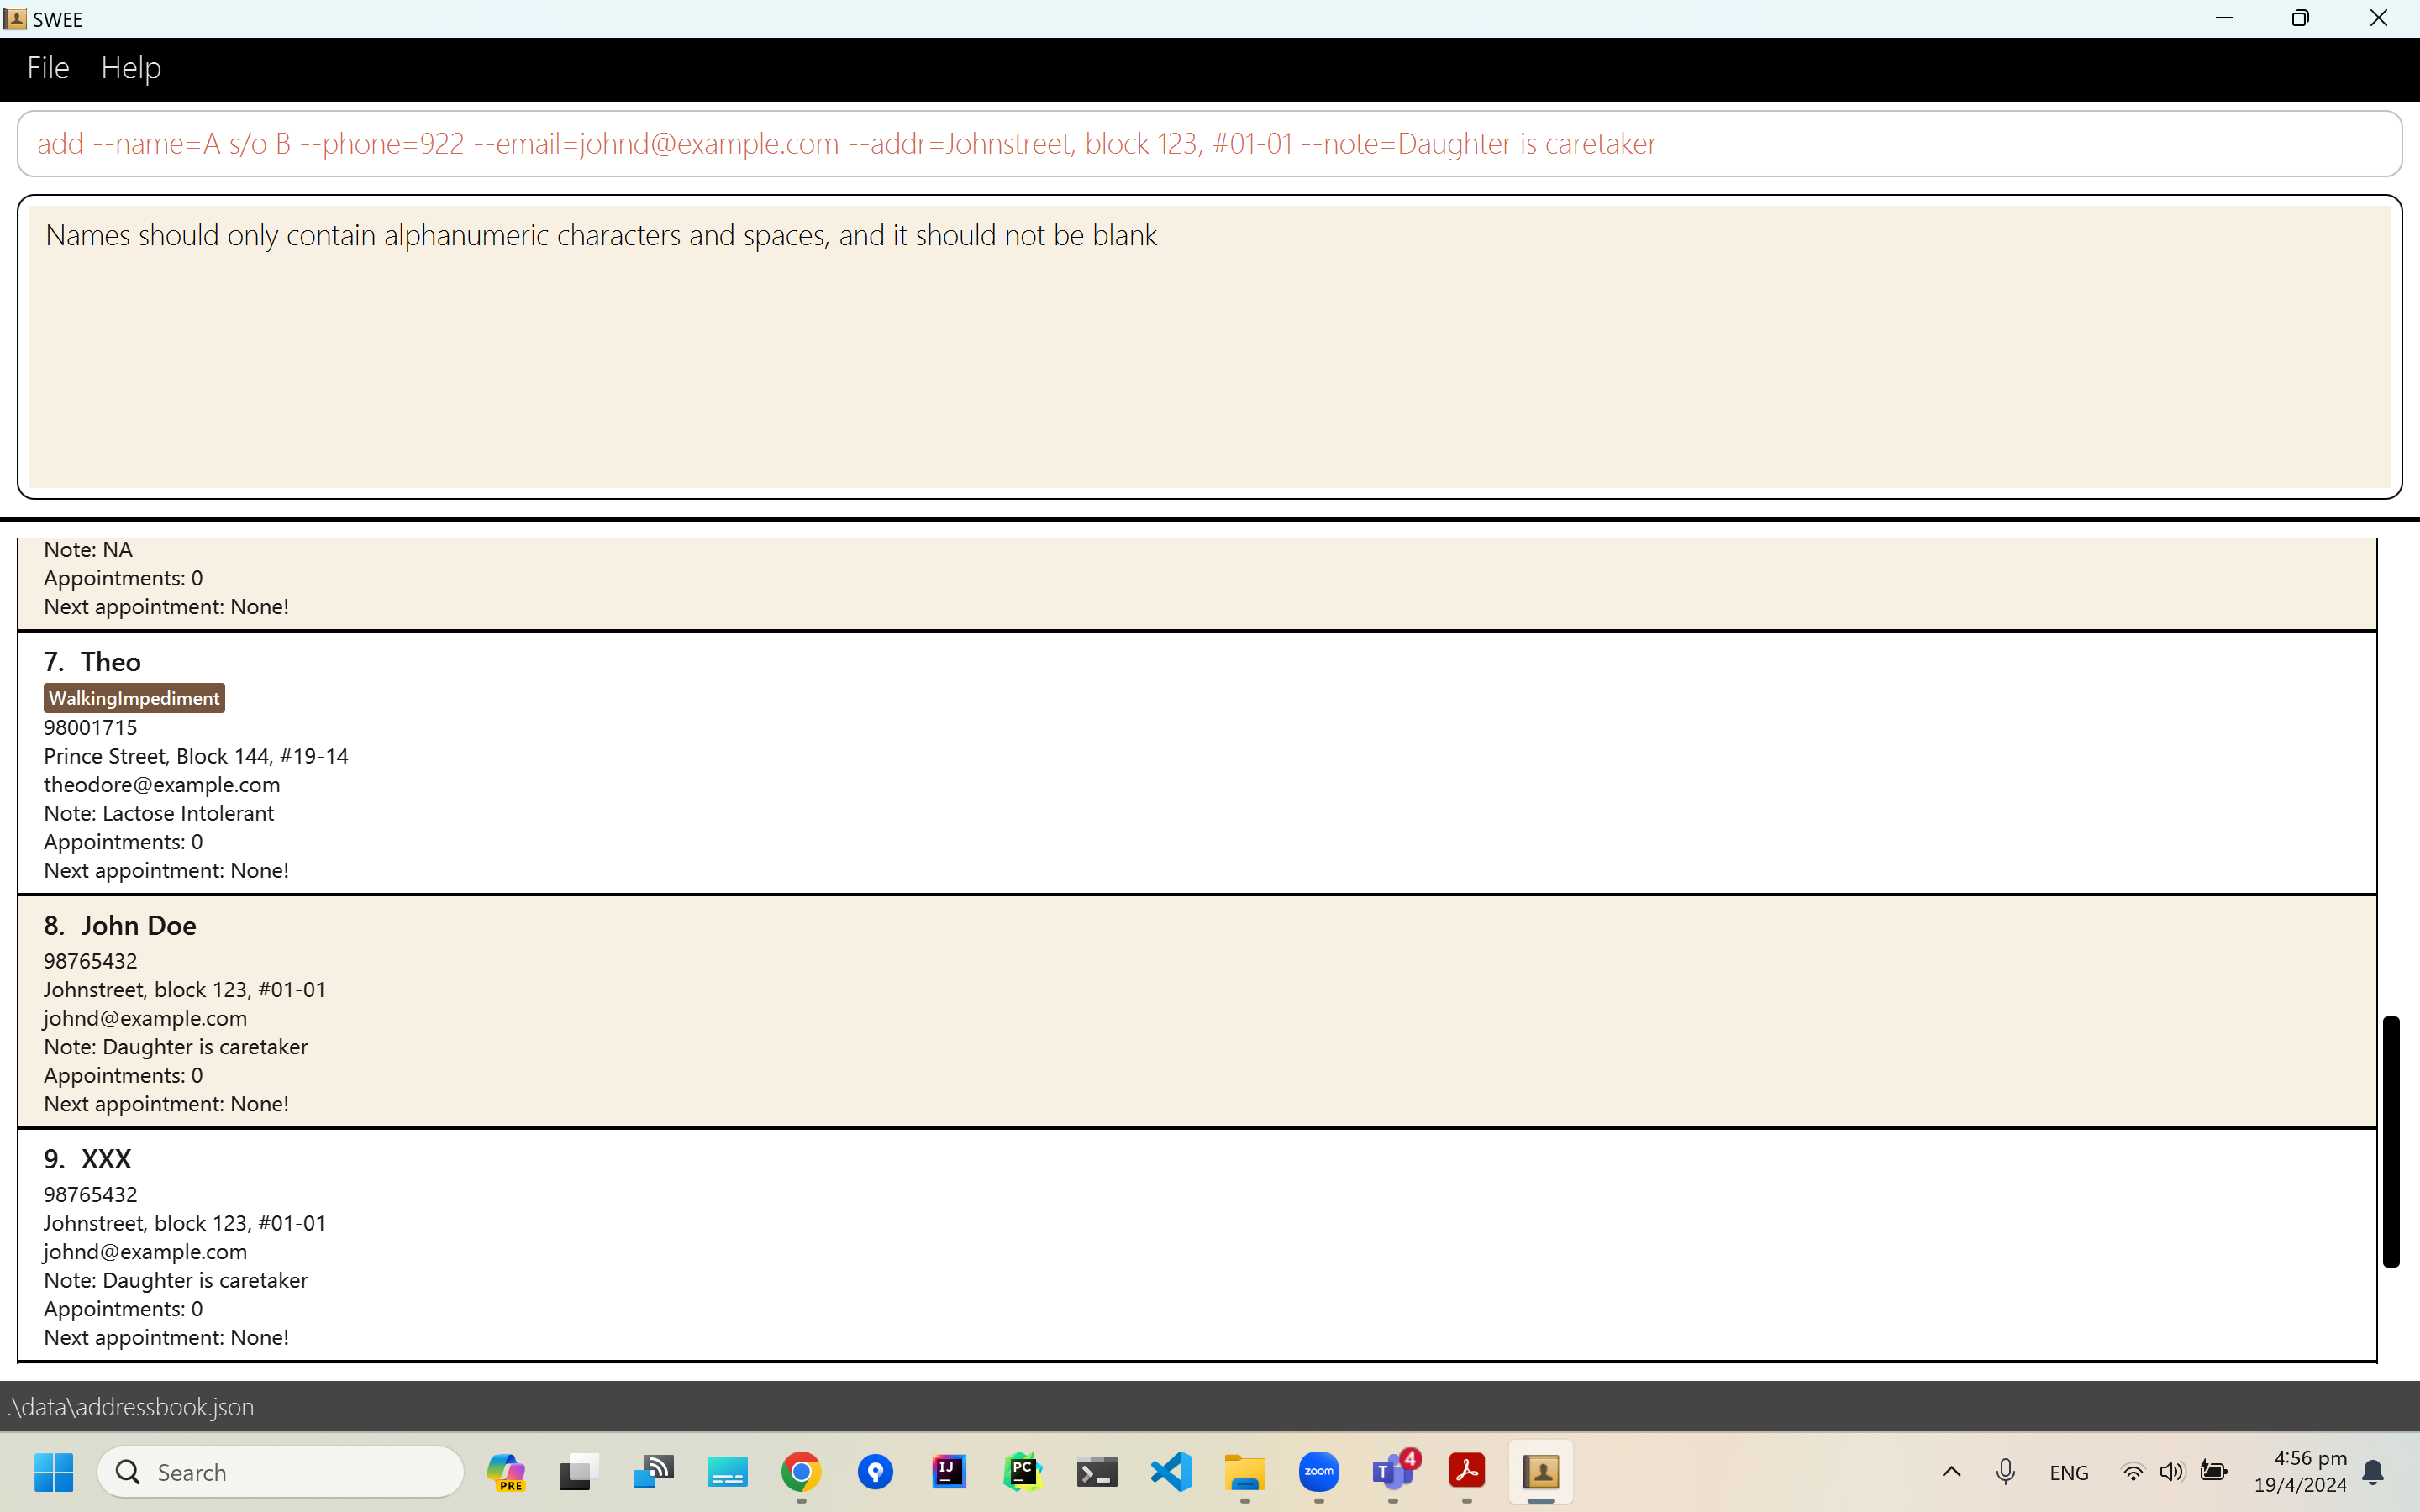 SWEE
File Help
add --name=A s/o B --phone=922 --email=johnd@example.com --addr=Johnstreet, block 123, #01-01 --note=Daughter is caretaker
Names should only contain alphanumeric characters and spaces, and it should not be blank
Note: NA
Appointments: 0
Next appointment: None!
7. Theo
WalkingImpediment
98001715
Prince Street, Block 144, #19-14
theodore@example.com
Note: Lactose Intolerant
Appointments: 0
Next appointment: None!
8. John Doe
98765432
Johnstreet, block 123, #01-01
johnd@example.com
Note: Daughter is caretaker
Appointments: 0
Next appointment: None!
9. XXX
98765432
Johnstreet, block 123, #01-01
johnd@example.com
Note: Daughter is caretaker
Appointments: 0
Next appointment: None!
.\data\addressbook.json
Search
PRE
IJ
PC
zoom
T
4
ENG
4:56 pm
19/4/2024